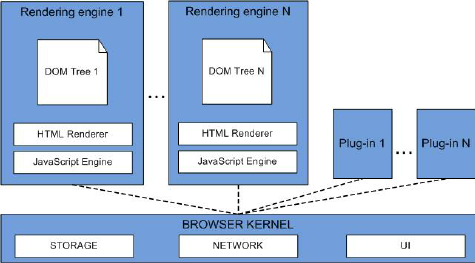 Rendering engine 1
DOM Tree 1
HTML Renderer
JavaScript Engine
...
Rendering engine N
DOM Tree N
HTML Renderer
JavaScript Engine
Plug-in 1
...
Plug-in N
BROWSER KERNEL
STORAGE
NETWORK
UI